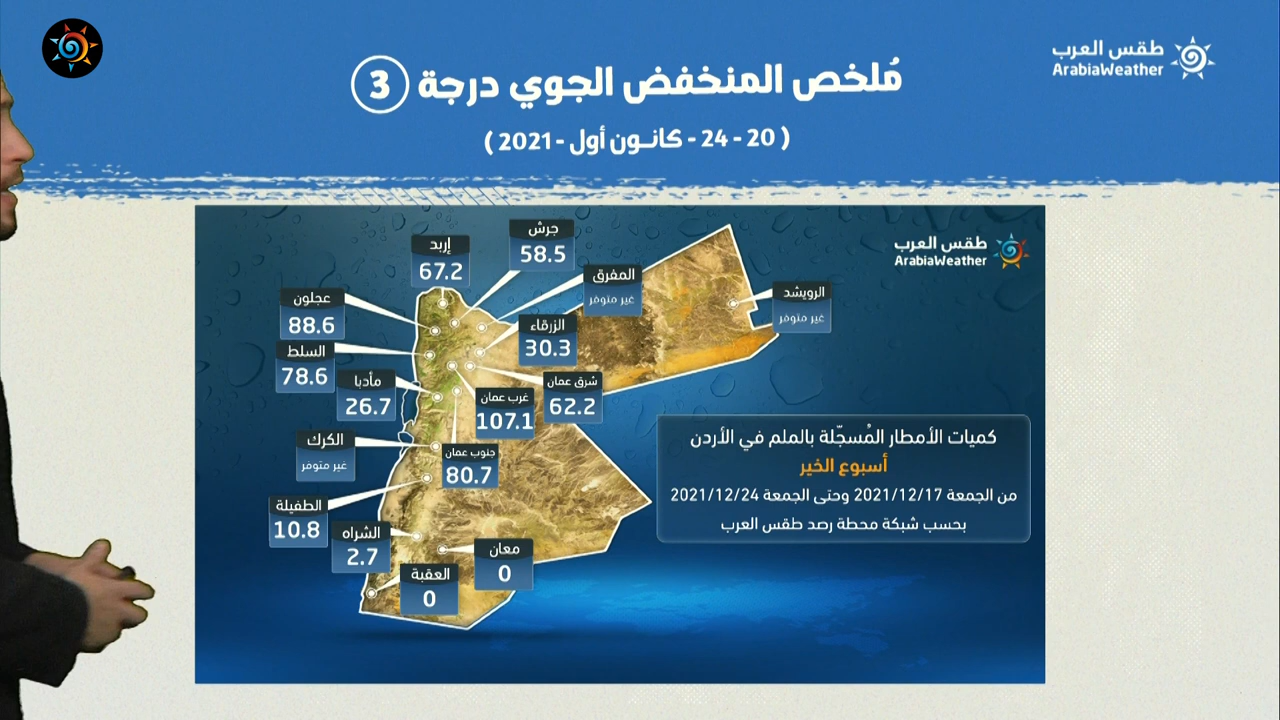 طقس العرب
ArabiaWeather
مُلخص المنخفض الجوي درجة 3
( 20 - 24 - كانـون أول - 2021 )
طقس العرب
ArabiaWeather
جرش
58.5
إربد
67.2
المفرق
غير متوفر
الرويشد
غير متوفر
عجلون
88.6
الزرقاء
30.3
السلط
78.6
مأدبا
26.7
شرق عمان
62.2
غرب عمان
107.1
الكرك
غير متوفر
جنوب عمان
80.7
الطفيلة
10.8
الشراه
2.7
معان
0
العقبة
0
كميات الأمطار المُسجّلة بالملم في الأردن
أسبوع الخير
من الجمعة 2021/12/17 وحتى الجمعة 2021/12/24
بحسب شبكة محطة رصد طقس العرب